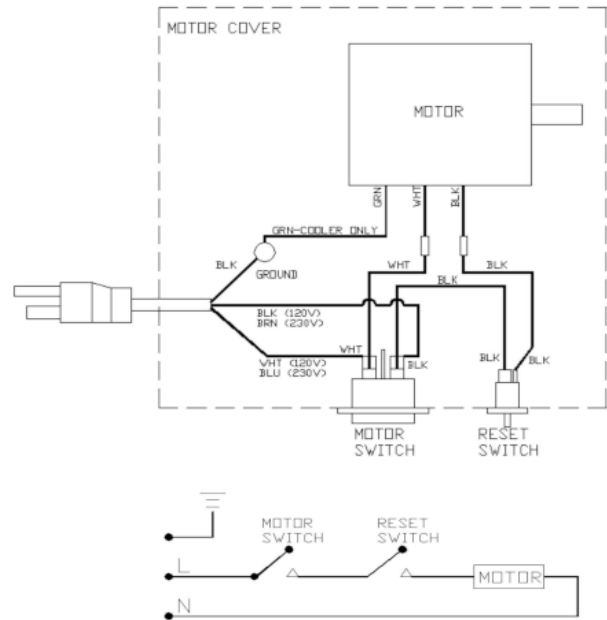 MOTOR COVER
MOTOR
GRN
WHT
BLK
GRN-COOLER ONLY
BLK
GROUND
WHT
BLK
BLK
BLK (120V)
BRN (230V)
WHT
BLK
BLK
BLK
WHT (120V)
BLU (230V)
MOTOR
SWITCH
RESET
SWITCH
MOTOR
SWITCH
RESET
SWITCH
L
MOTOR
N